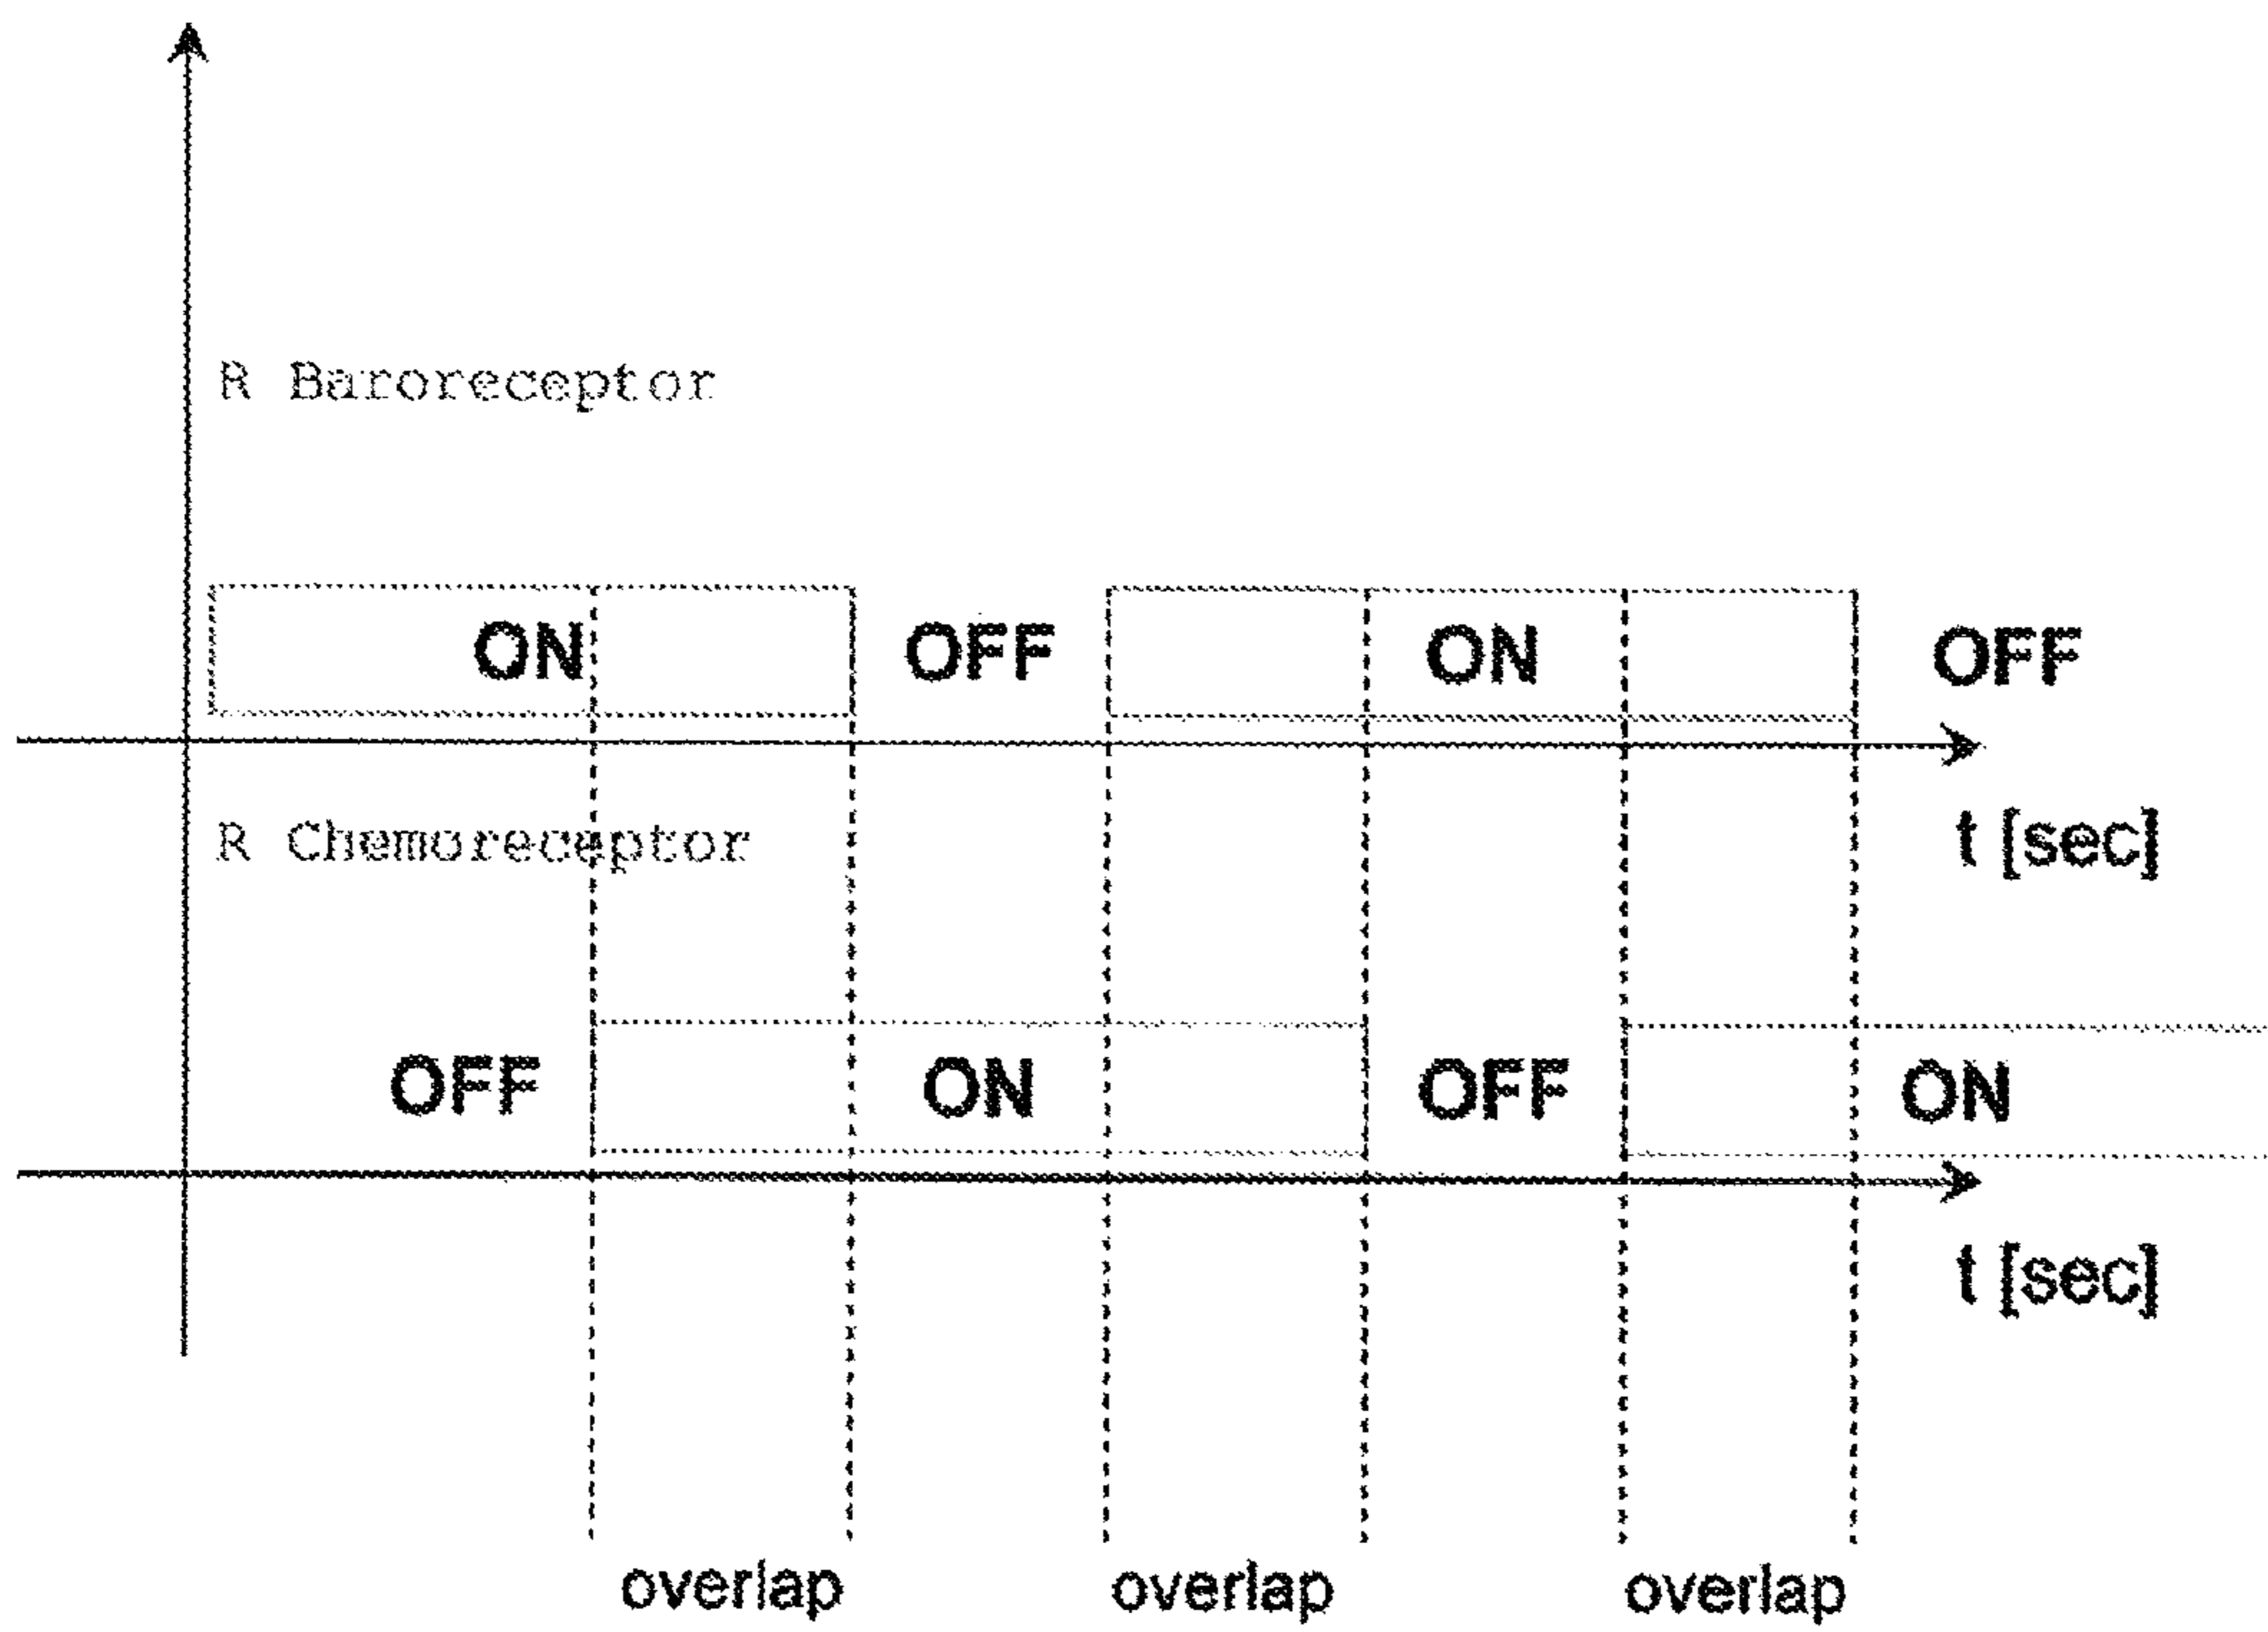 R Baroreceptor
ON OFF ON OFF
t [sec]
R Chemoreceptor
OFF ON OFF ON
t [sec]
overlap overlap overlap